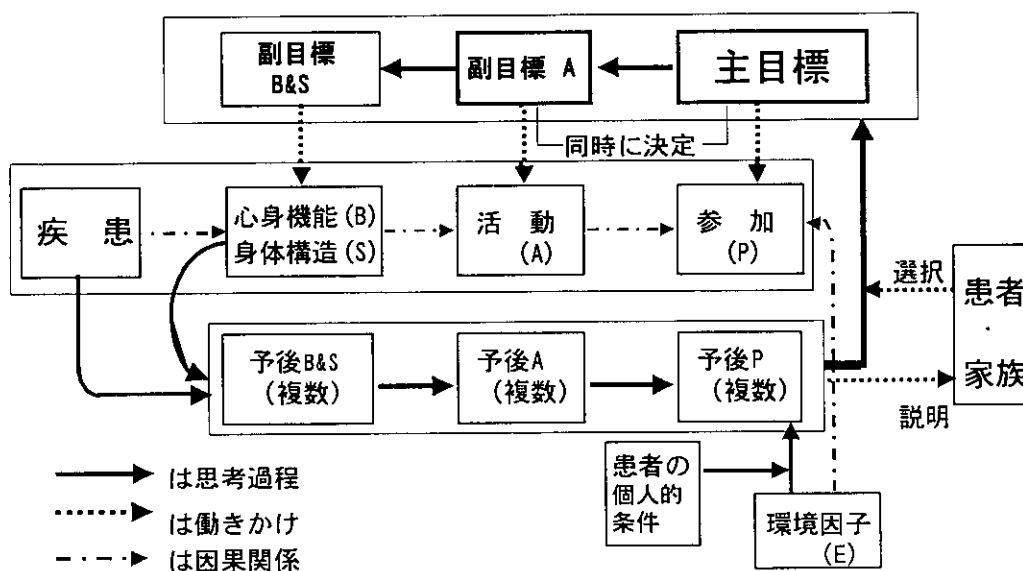 副目標
B&S
副目標 A
主目標
同時に決定
疾 患
心身機能(B)
身体構造(S)
活 動
(A)
参 加
(P)
選択
患者
・
家族
説明
予後B&S
(複数)
予後A
(複数)
予後P
(複数)
患者の
個人的
条件
環境因子
(E)
は思考過程
は働きかけ
は因果関係